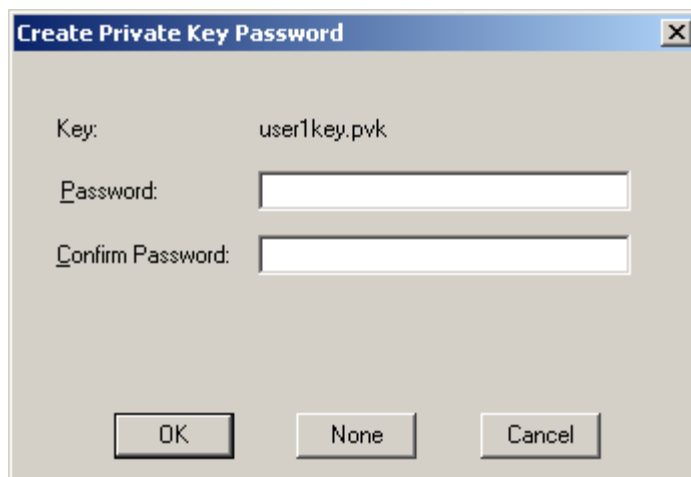 Create Private Key Password
Key: user1key.pvk
Password:
Confirm Password:
OK None Cancel